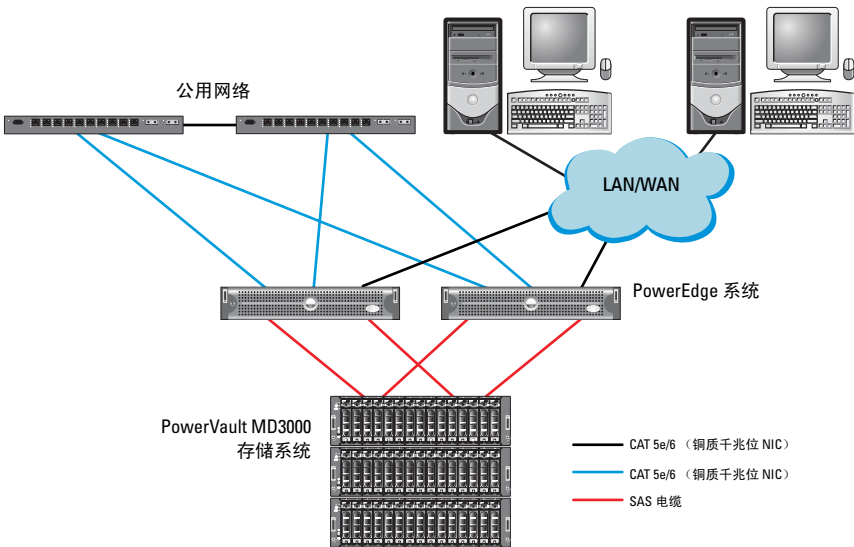 公用网络
LAN/WAN
PowerEdge 系统
PowerVault MD3000
存储系统
CAT 5e/6 （铜质千兆位 NIC）
CAT 5e/6 （铜质千兆位 NIC）
SAS 电缆